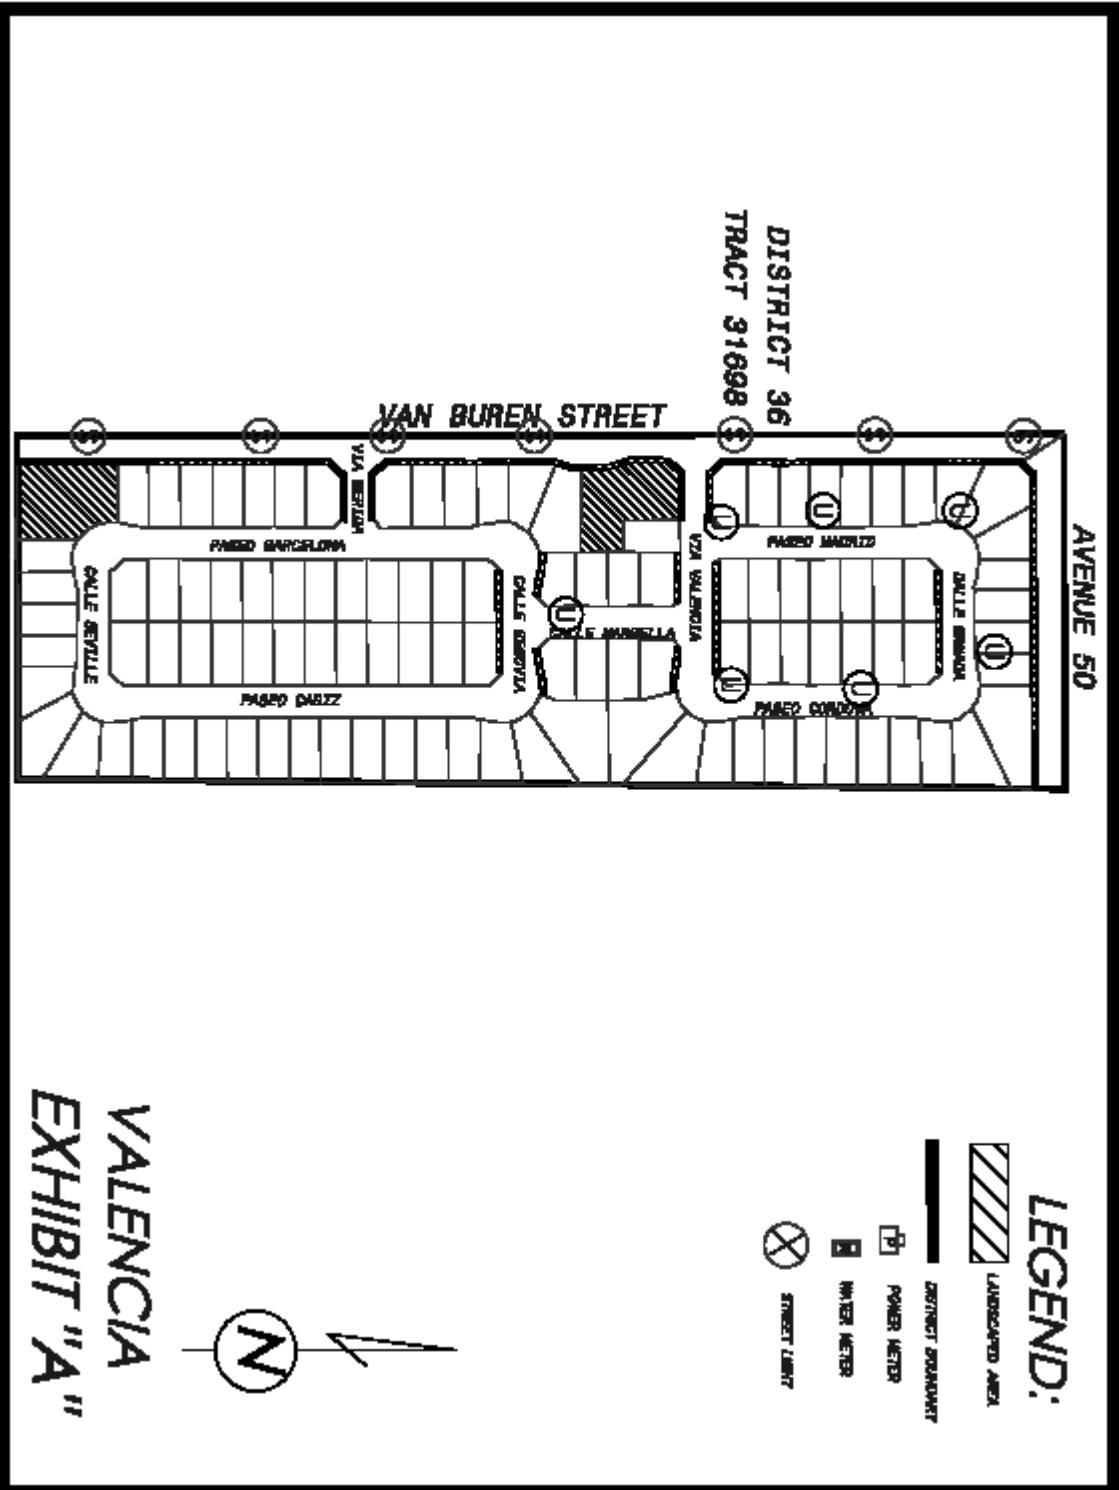 DISTRICT 36
TRACT 31698
VAN BUREN STREET
AVENUE 50
VIA MERIDA
PASEO BARCELONA
CALLE SEVILLE
PASEO CADIZ
CALLE SEGOVIA
CALLE MARBELLA
VIA VALENCIA
PASEO MADRID
CALLE GRANADA
PASEO CORDOVA
LEGEND:
LANDSCAPED AREA
DISTRICT BOUNDARY
P
POWER METER
WATER METER
STREET LIGHT
N
VALENCIA
EXHIBIT "A"